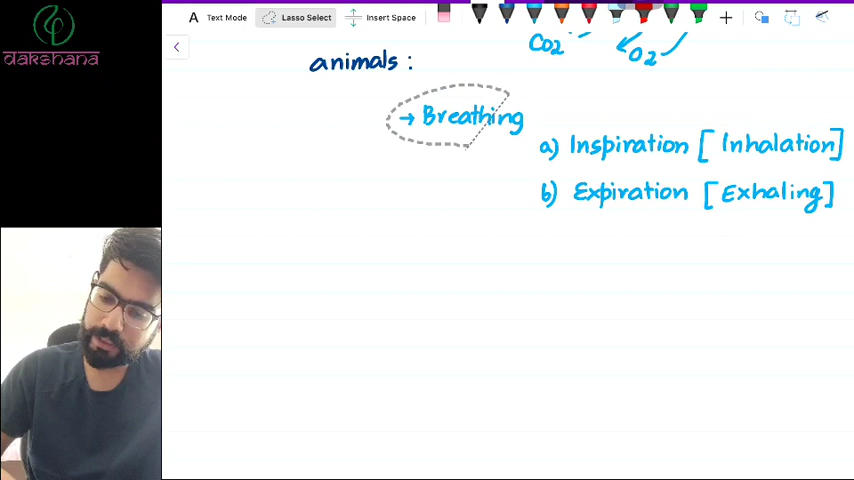 dakshana
Text Mode Lasso Select Insert Space
CO2 O2
animals :
→ Breathing
a) Inspiration [ Inhalation ]
b) Expiration [ Exhaling ]